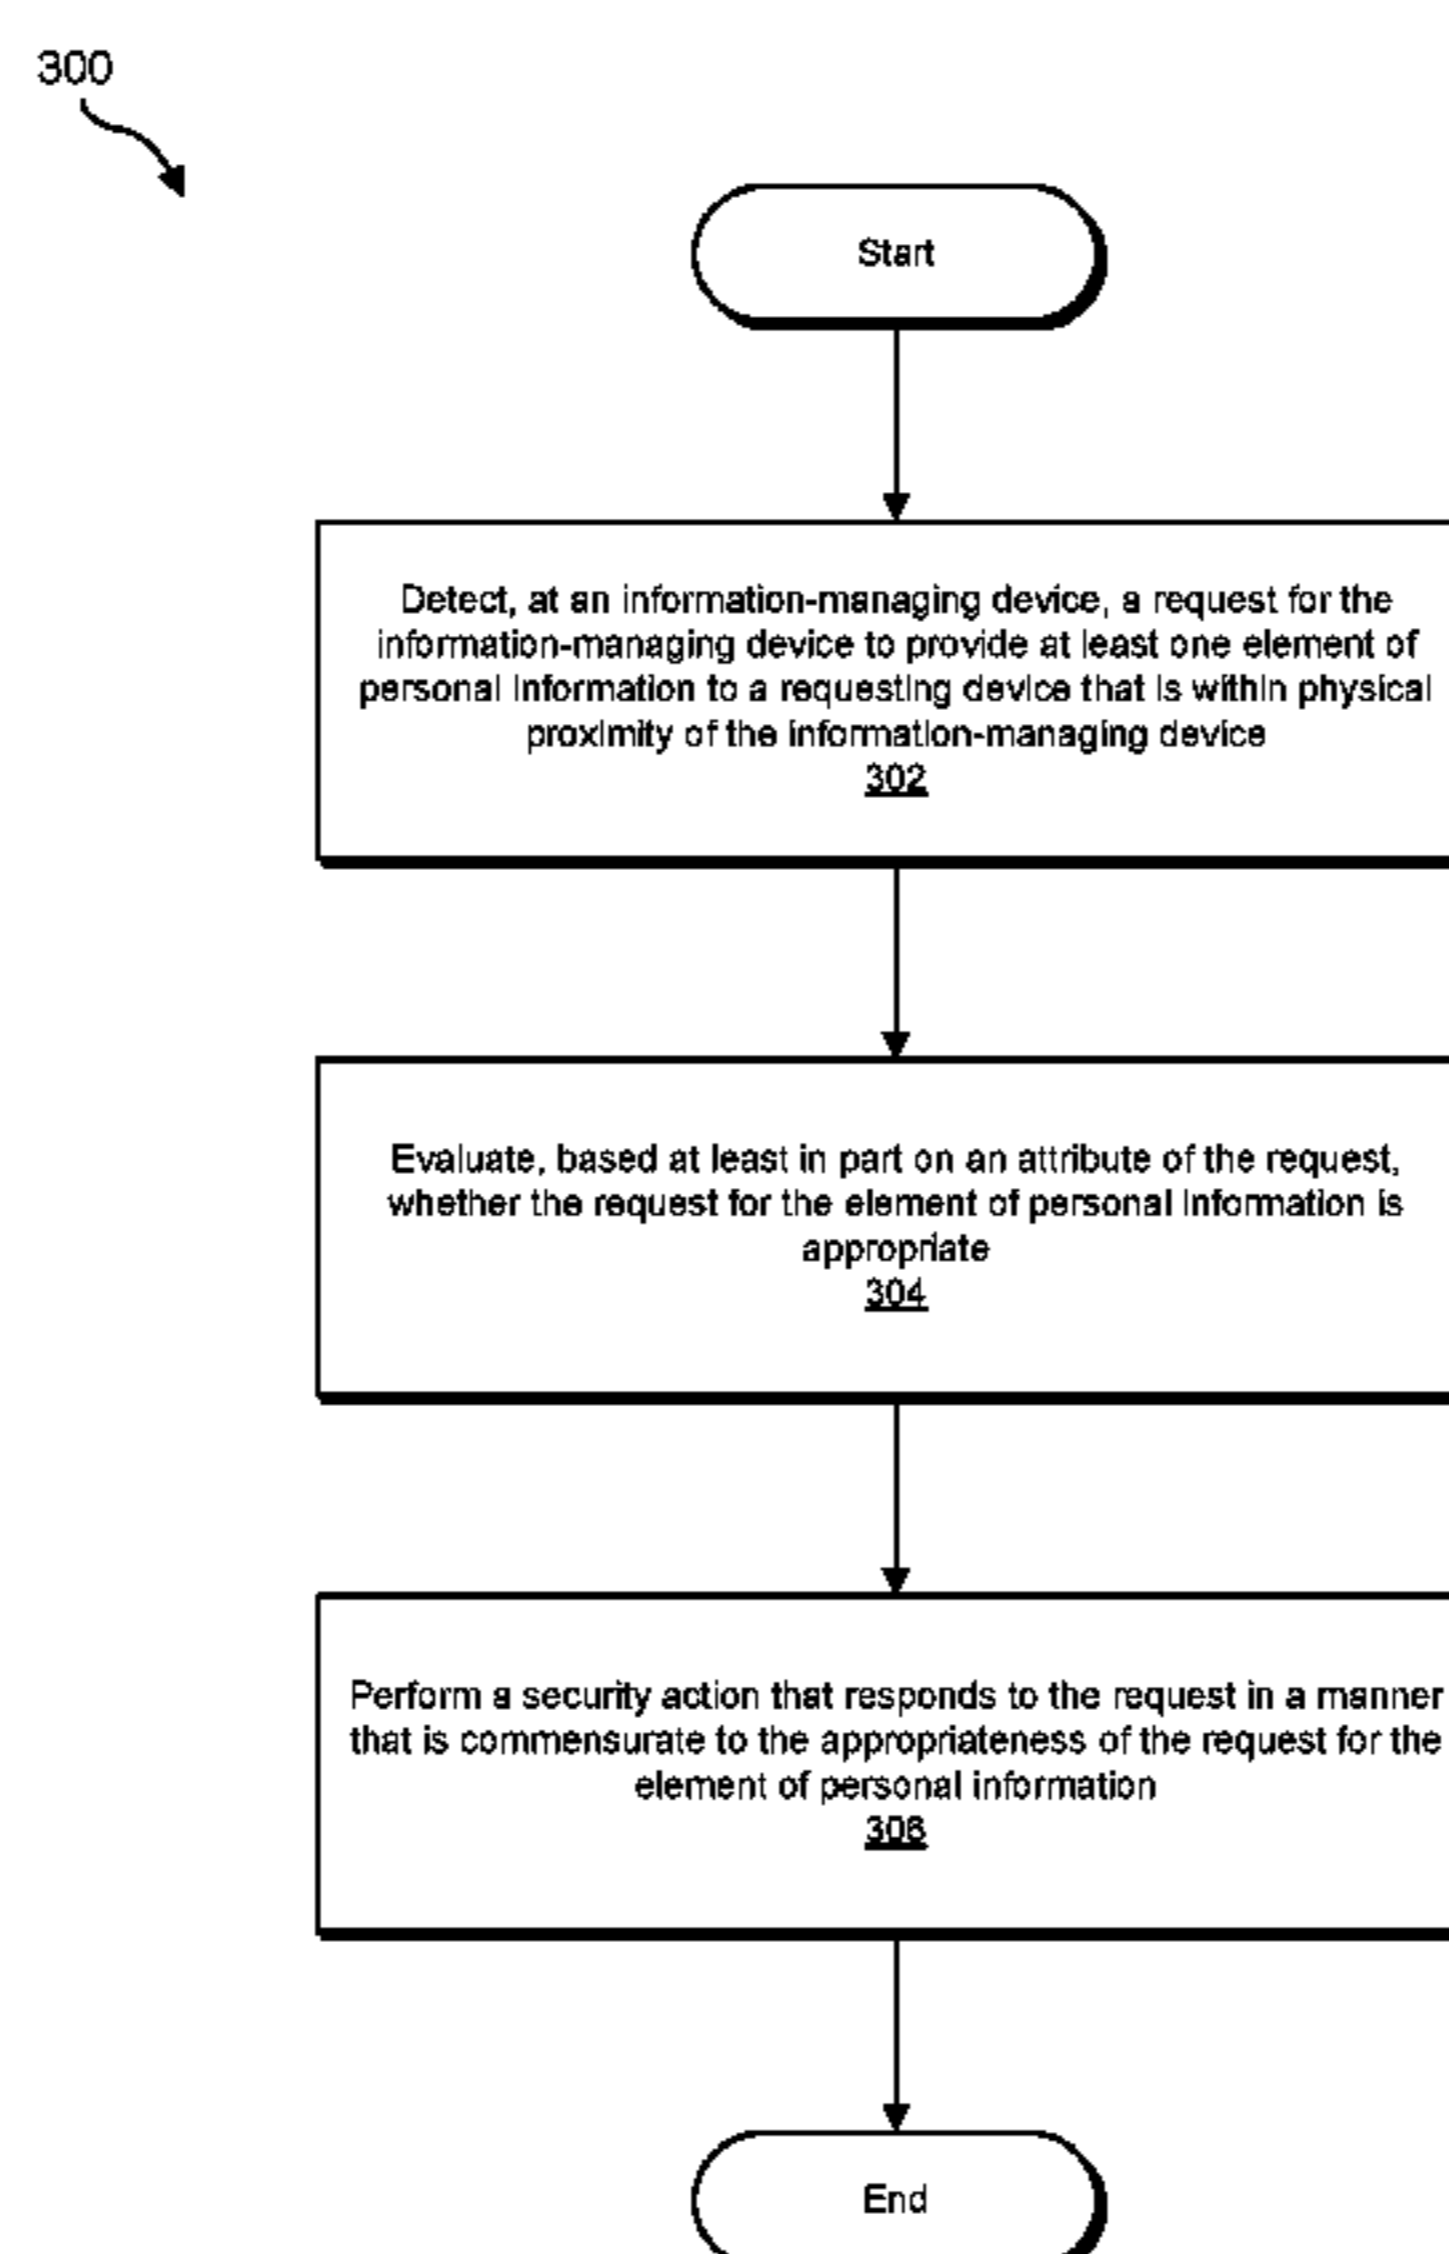 300
Start
Detect, at an information-managing device, a request for the
information-managing device to provide at least one element of
personal information to a requesting device that is within physical
proximity of the information-managing device
302
Evaluate, based at least in part on an attribute of the request,
whether the request for the element of personal information is
appropriate
304
Perform a security action that responds to the request in a manner
that is commensurate to the appropriateness of the request for the
element of personal information
306
End